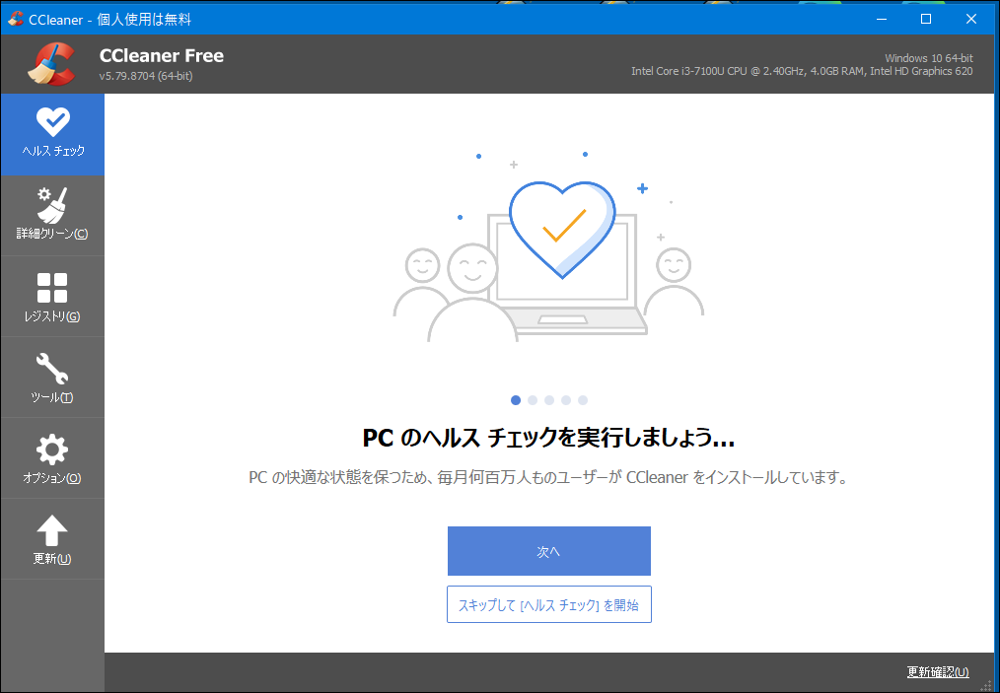 CCleaner - 個人使用は無料
CCleaner Free
v5.79.8704 (64-bit)
Windows 10 64-bit
Intel Core i3-7100U CPU @ 2.40GHz, 4.0GB RAM, Intel HD Graphics 620
ヘルス チェック
詳細クリーン(C)
レジストリ(G)
ツール(T)
オプション(O)
更新(U)
PC のヘルス チェックを実行しましょう...
PC の快適な状態を保つため、毎月何百万人ものユーザーが CCleaner をインストールしています。
次へ
スキップして [ヘルス チェック] を開始
更新確認(U)